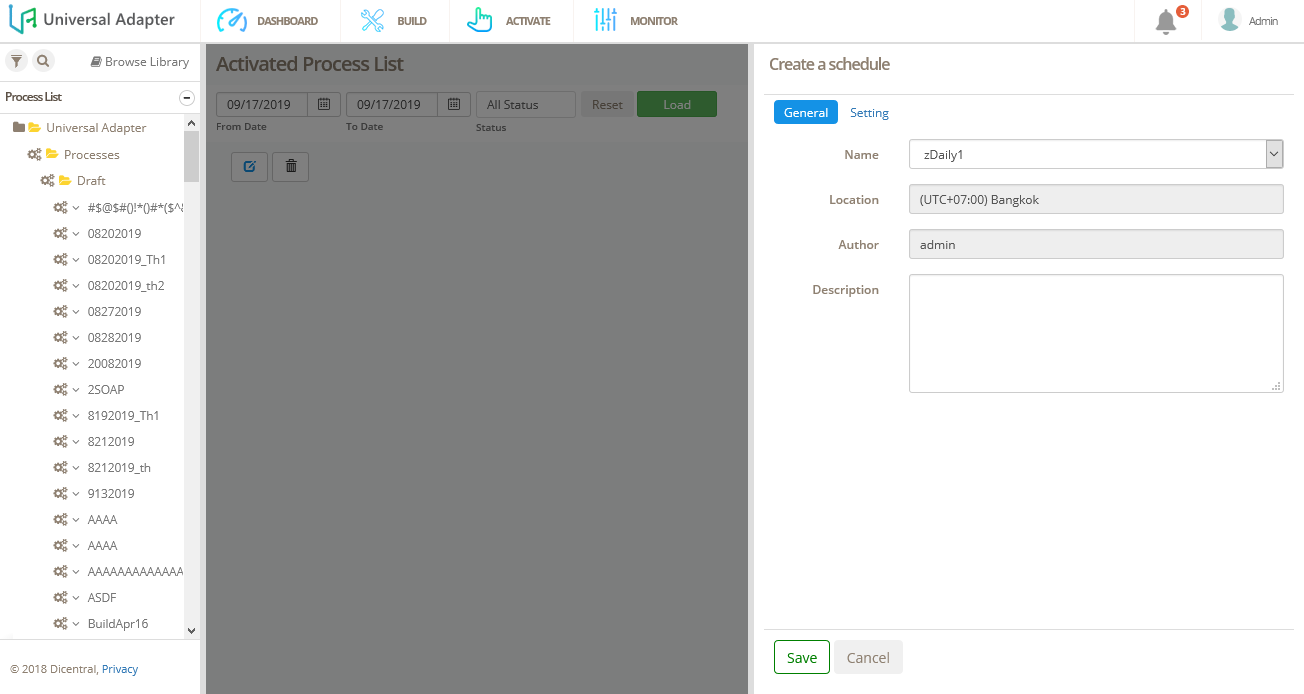 Universal Adapter
DASHBOARD
BUILD
ACTIVATE
MONITOR
3
Admin
Browse Library
Process List
Universal Adapter
Processes
Draft
#$@$#()!*()#*($^&
08202019
08202019_Th1
08202019_th2
08272019
08282019
20082019
2SOAP
8192019_Th1
8212019
8212019_th
9132019
AAAA
AAAA
AAAAAAAAAAAAA
ASDF
BuildApr16
© 2018 Dicentral, Privacy
Activated Process List
09/17/2019
09/17/2019
All Status
Reset
Load
From Date
To Date
Status
Create a schedule
General
Setting
Name
zDaily1
Location
(UTC+07:00) Bangkok
Author
admin
Description
Save
Cancel